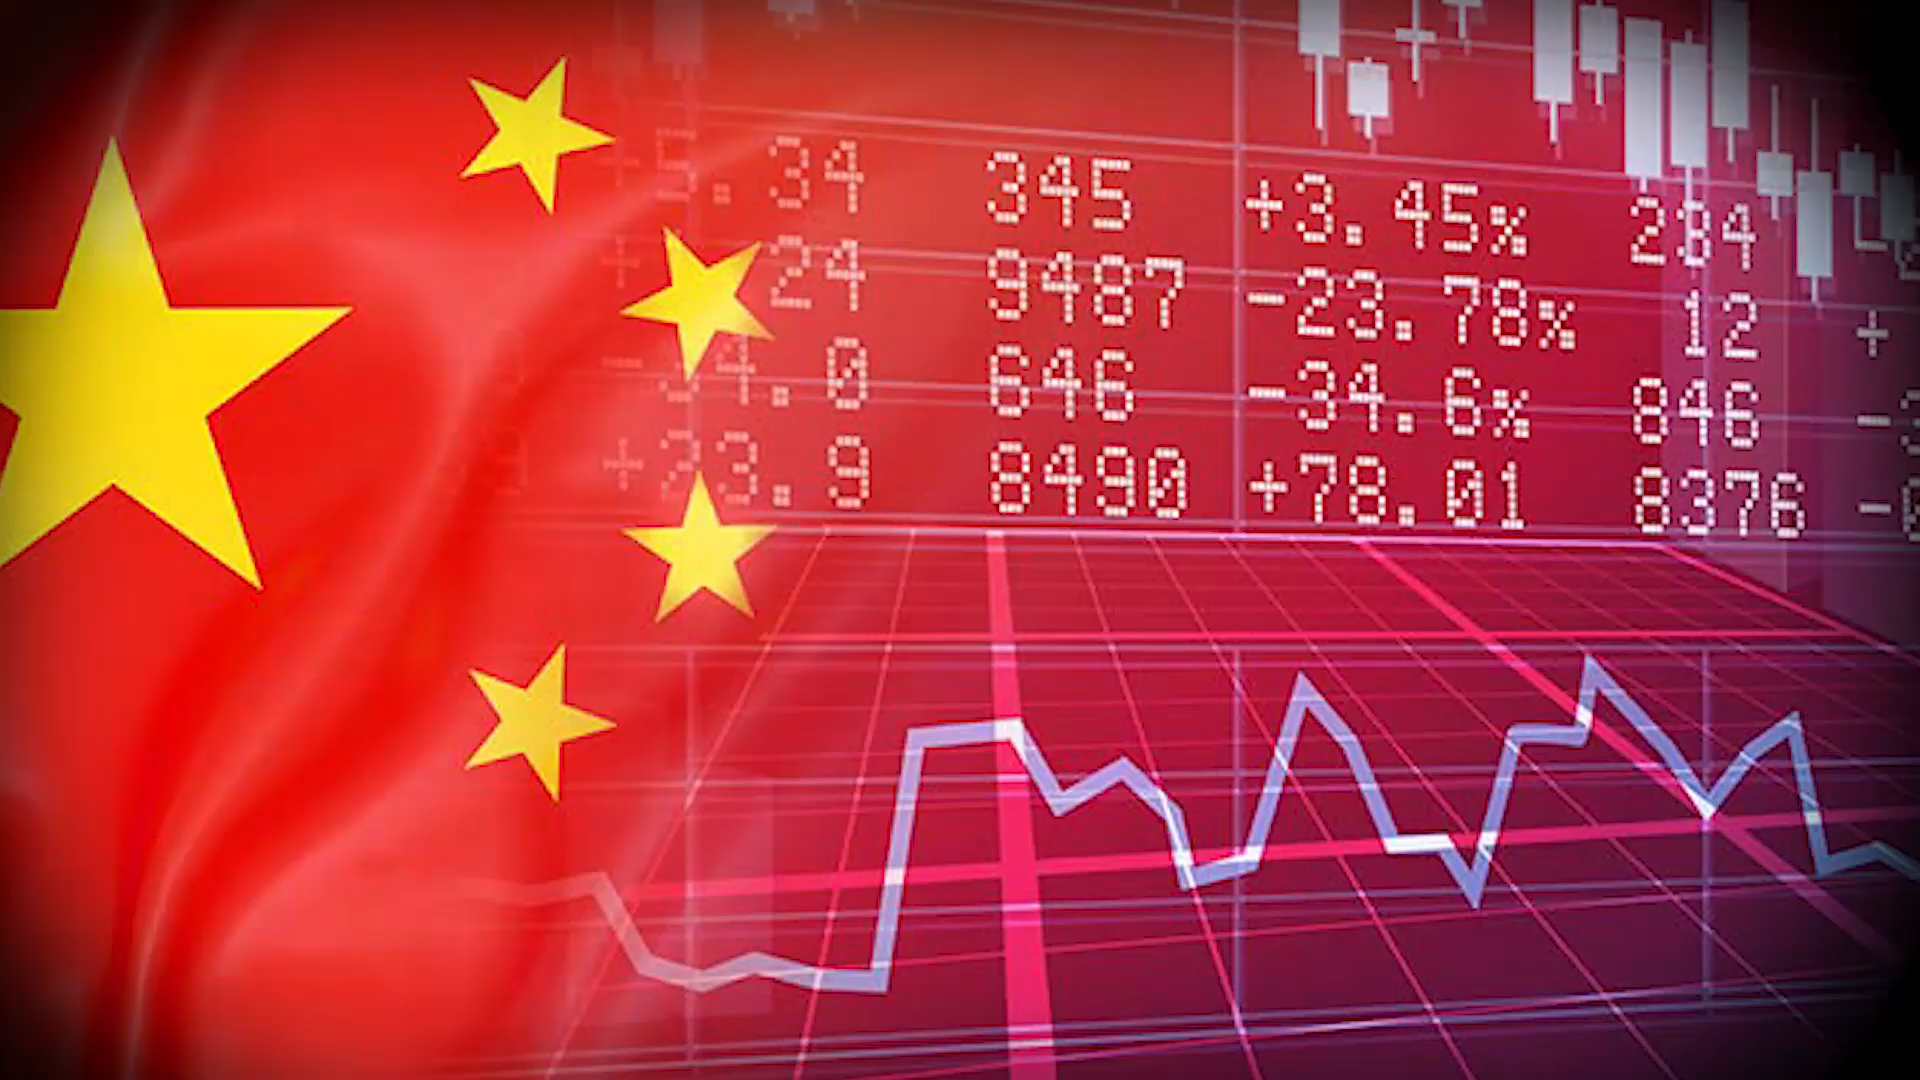 .34 345 +3.45% 234
24 9487 -23.78% 12 +
4.0 646 -34.6% 846 -
+23.9 8490 +78.01 8376 -